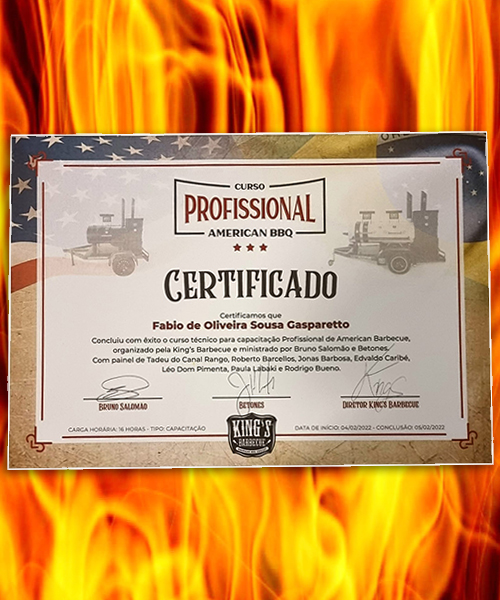 CURSO
PROFISSIONAL
AMERICAN BBQ
CERTIFICADO
Certificamos que
Fabio de Oliveira Sousa Gasparetto
Concluiu com êxito o curso técnico para capacitação Profissional de American Barbecue,
organizado pela King's Barbecue e ministrado por Bruno Salomão e Betones.
Com painel de Tadeu do Canal Rango, Roberto Barcellos, Jonas Barbosa, Edvaldo Caribé,
Léo Dom Pimenta, Paula Labaki e Rodrigo Bueno.
BRUNO SALOMÃO BETONES DIRETOR KING'S BARBECUE
CARGA HORÁRIA: 16 HORAS - TIPO: CAPACITAÇÃO DATA DE INÍCIO: 04/02/2022 - CONCLUSÃO: 05/02/2022
KING'S
BARBECUE